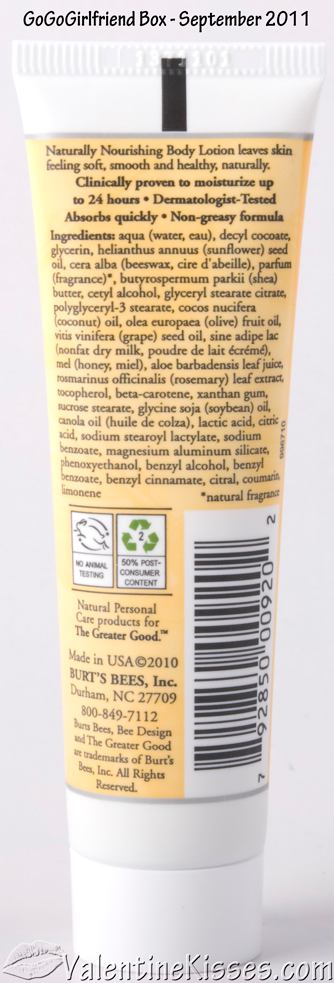 GoGoGirlfriend Box - September 2011
Naturally Nourishing Body Lotion leaves skin
feeling soft, smooth and healthy, naturally.
Clinically proven to moisturize up
to 24 hours • Dermatologist-Tested
Absorbs quickly • Non-greasy formula
Ingredients: aqua (water, eau), decyl cocoate,
glycerin, helianthus annuus (sunflower) seed
oil, cera alba (beeswax, cire d'abeille), parfum
(fragrance)*, butyrospermum parkii (shea)
butter, cetyl alcohol, glyceryl stearate citrate,
polyglyceryl-3 stearate, cocos nucifera
(coconut) oil, olea europaea (olive) fruit oil,
vitis vinifera (grape) seed oil, sine adipe lac
(nonfat dry milk, poudre de lait écrémé),
mel (honey, miel), aloe barbadensis leaf juice,
rosmarinus officinalis (rosemary) leaf extract,
tocopherol, beta-carotene, xanthan gum,
sucrose stearate, glycine soja (soybean) oil,
canola oil (huile de colza), lactic acid, citric
acid, sodium stearoyl lactylate, sodium
benzoate, magnesium aluminum silicate,
phenoxyethanol, benzyl alcohol, benzyl
benzoate, benzyl cinnamate, citral, coumarin,
limonene *natural fragrance
996710
NO ANIMAL
TESTING
2
50% POST-
CONSUMER
CONTENT
Natural Personal
Care products for
The Greater Good.™
Made in USA©2010
BURT'S BEES, Inc.
Durham, NC 27709
800-849-7112
Burts Bees, Bee Design
and The Greater Good
are trademarks of Burt's
Bees, Inc. All Rights
Reserved.
7 92850 00920 2
ValentineKisses.com